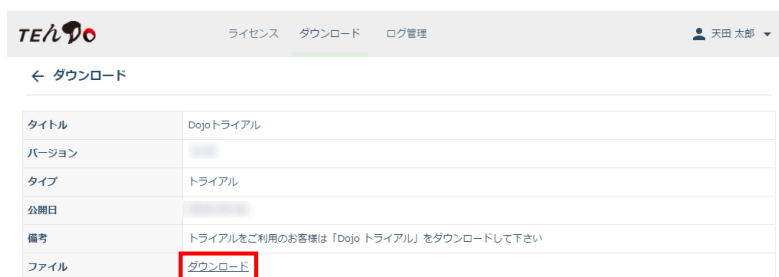 TEnDo
ライセンス ダウンロード ログ管理 天田 太郎
← ダウンロード
タイトル Dojoトライアル
バージョン
タイプ トライアル
公開日
備考 トライアルをご利用のお客様は「Dojo トライアル」をダウンロードして下さい
ファイル ダウンロード